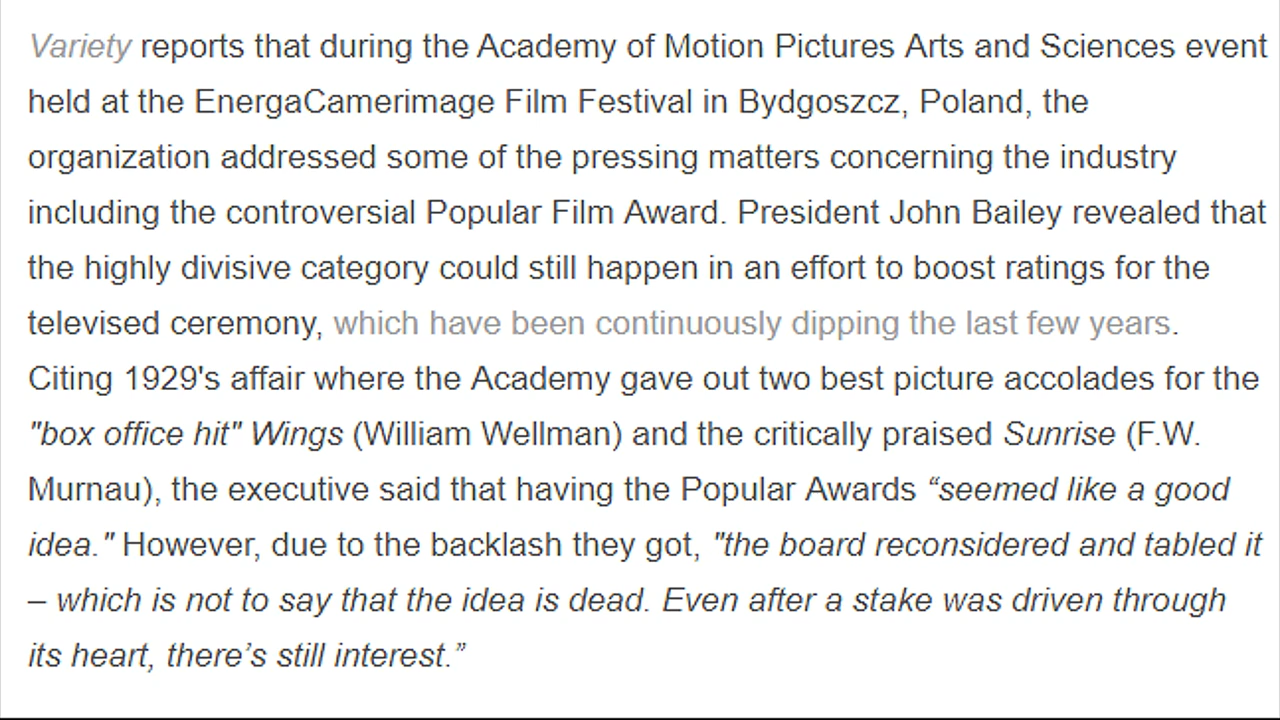 Variety reports that during the Academy of Motion Pictures Arts and Sciences event
held at the EnergaCamerimage Film Festival in Bydgoszcz, Poland, the
organization addressed some of the pressing matters concerning the industry
including the controversial Popular Film Award. President John Bailey revealed that
the highly divisive category could still happen in an effort to boost ratings for the
televised ceremony, which have been continuously dipping the last few years.
Citing 1929's affair where the Academy gave out two best picture accolades for the
"box office hit" Wings (William Wellman) and the critically praised Sunrise (F.W.
Murnau), the executive said that having the Popular Awards “seemed like a good
idea." However, due to the backlash they got, "the board reconsidered and tabled it
– which is not to say that the idea is dead. Even after a stake was driven through
its heart, there’s still interest.”